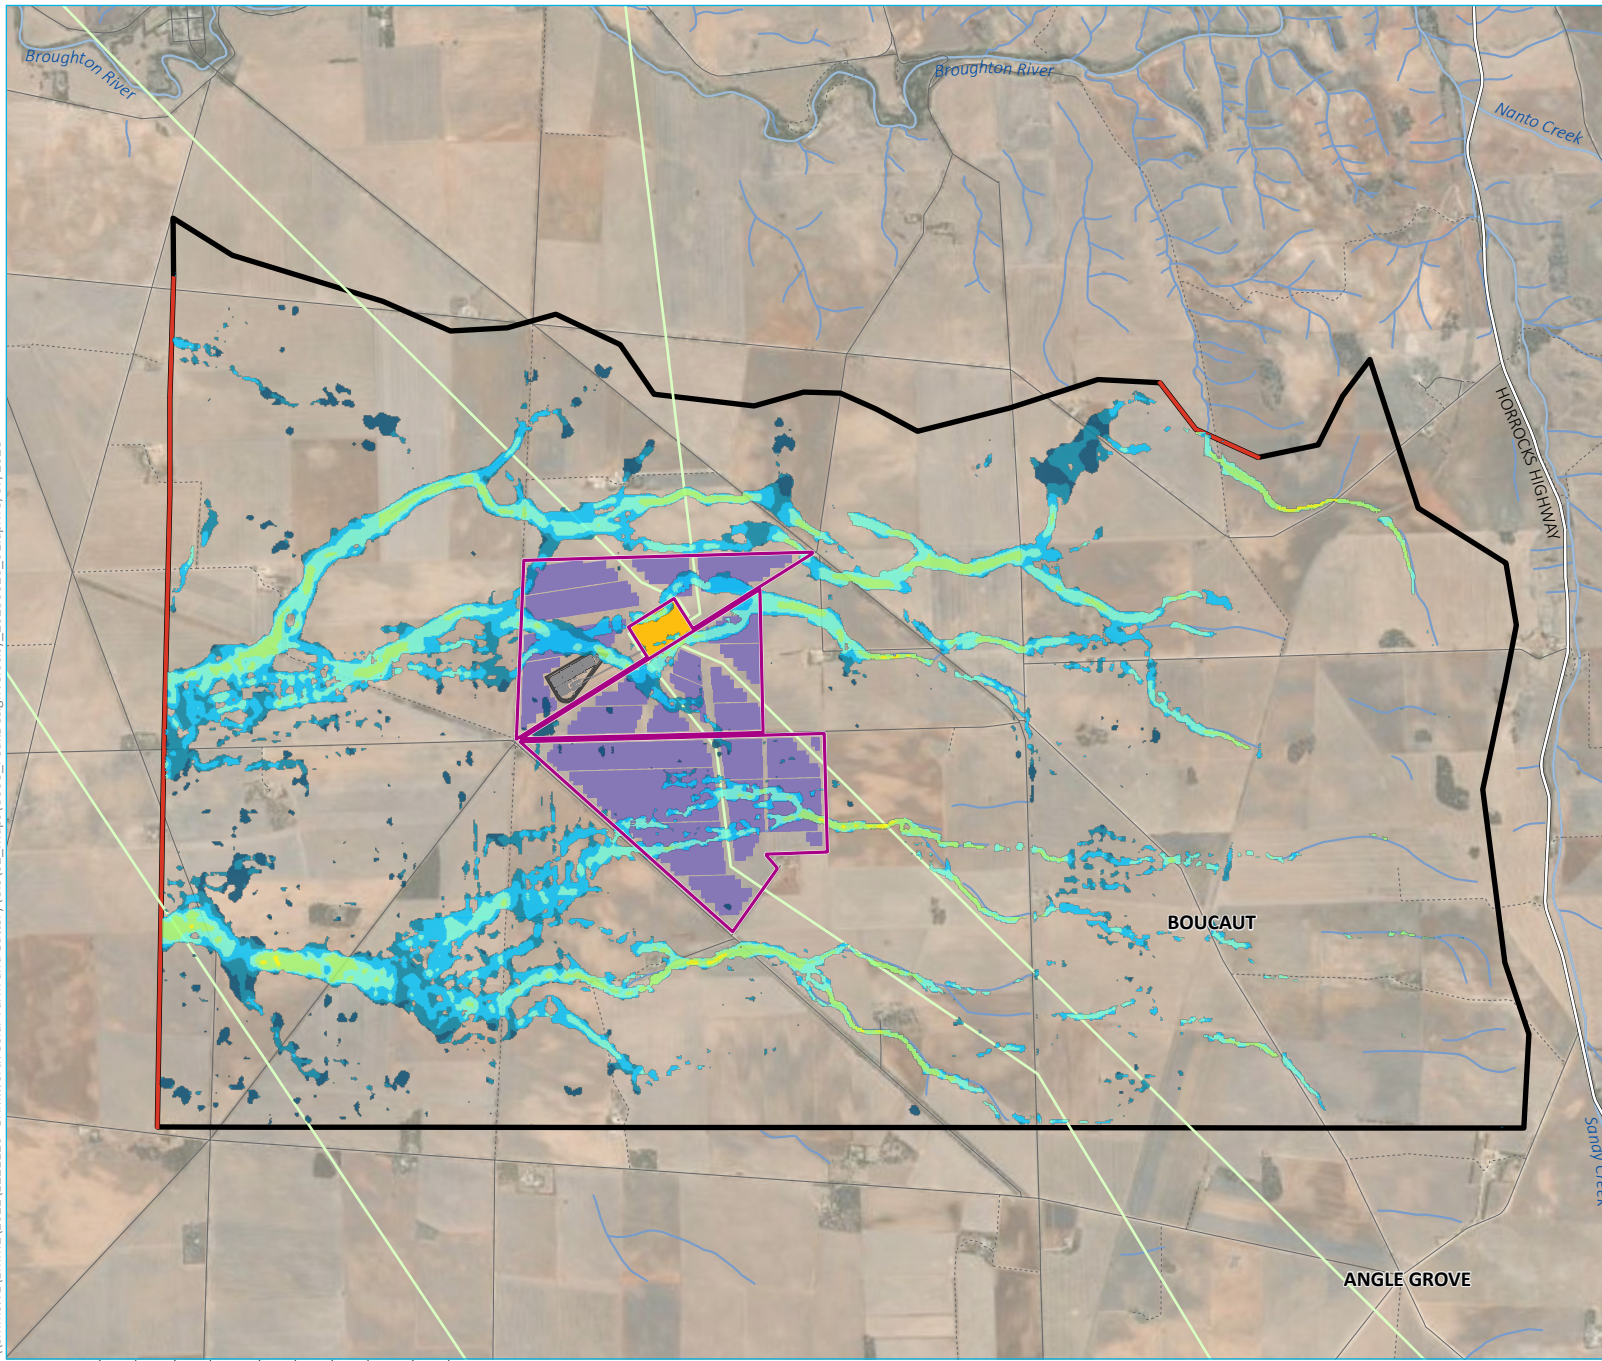 Broughton River
Broughton River
Nanto Creek
HORROCKS HIGHWAY
BOUCAUT
Sandy Creek
ANGLE GROVE